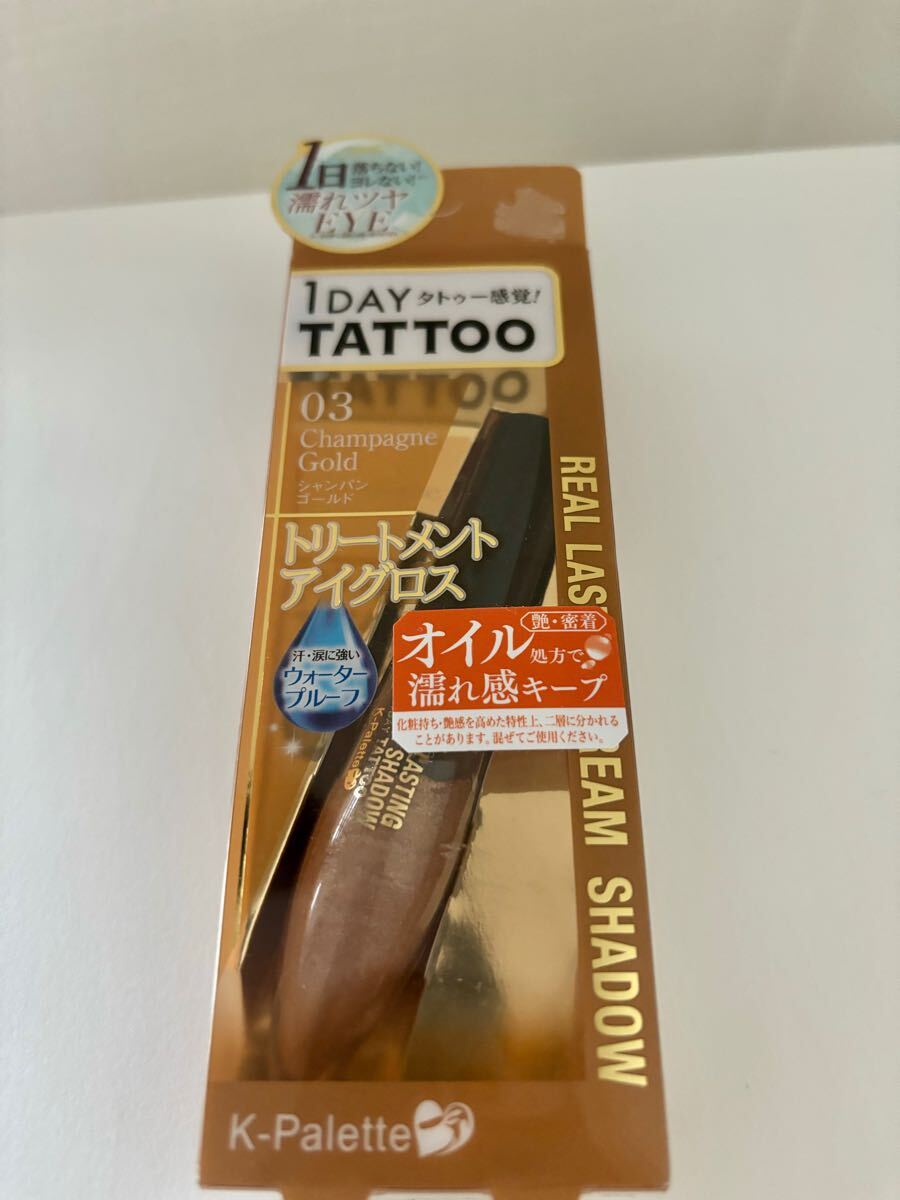 1日
落ちない!
ヨレない!
濡れツヤ
EYE
1DAY タトゥー感覚!
TATTOO
03
Champagne
Gold
シャンパン
ゴールド
トリートメント
アイグロス
汗・涙に強い
ウォーター
プルーフ
艶・密着
オイル処方で
濡れ感キープ
化粧持ち・艶感を高めた特性上、二層に分かれる
ことがあります。混ぜてご使用ください。
LASTING
SHADOW
K-Palette
REAL
SHADOW
K-Palette